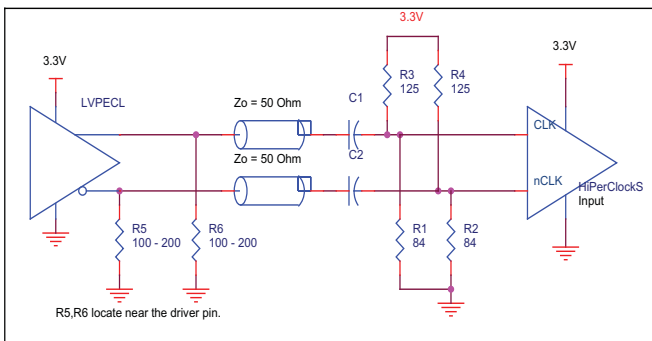 3.3V
3.3V
3.3V
LVPECL
R3
125
R4
125
Zo = 50 Ohm
C1
CLK
Zo = 50 Ohm
C2
nCLK
HiPerClockS
Input
R5
100 - 200
R6
100 - 200
R1
84
R2
84
R5,R6 locate near the driver pin.